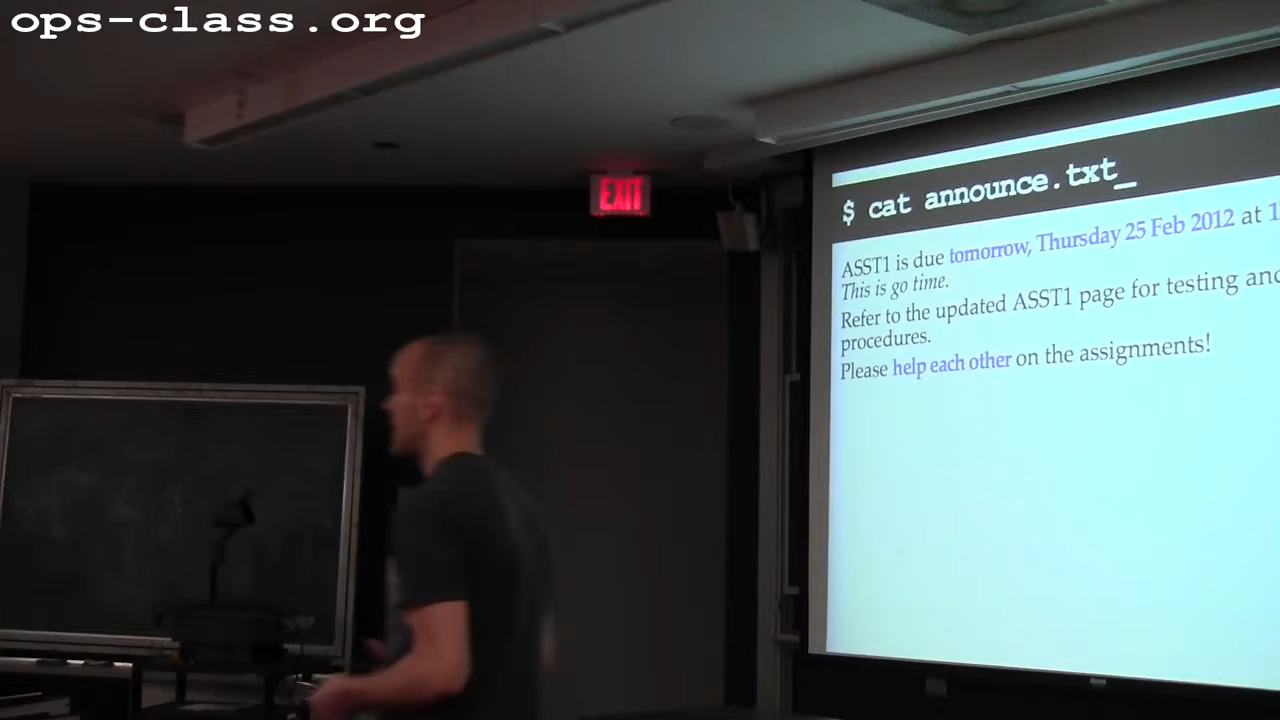 ops-class.org
EXIT
$ cat announce.txt_
ASST1 is due tomorrow, Thursday 25 Feb 2012 at
This is go time.
Refer to the updated ASST1 page for testing and
procedures.
Please help each other on the assignments!